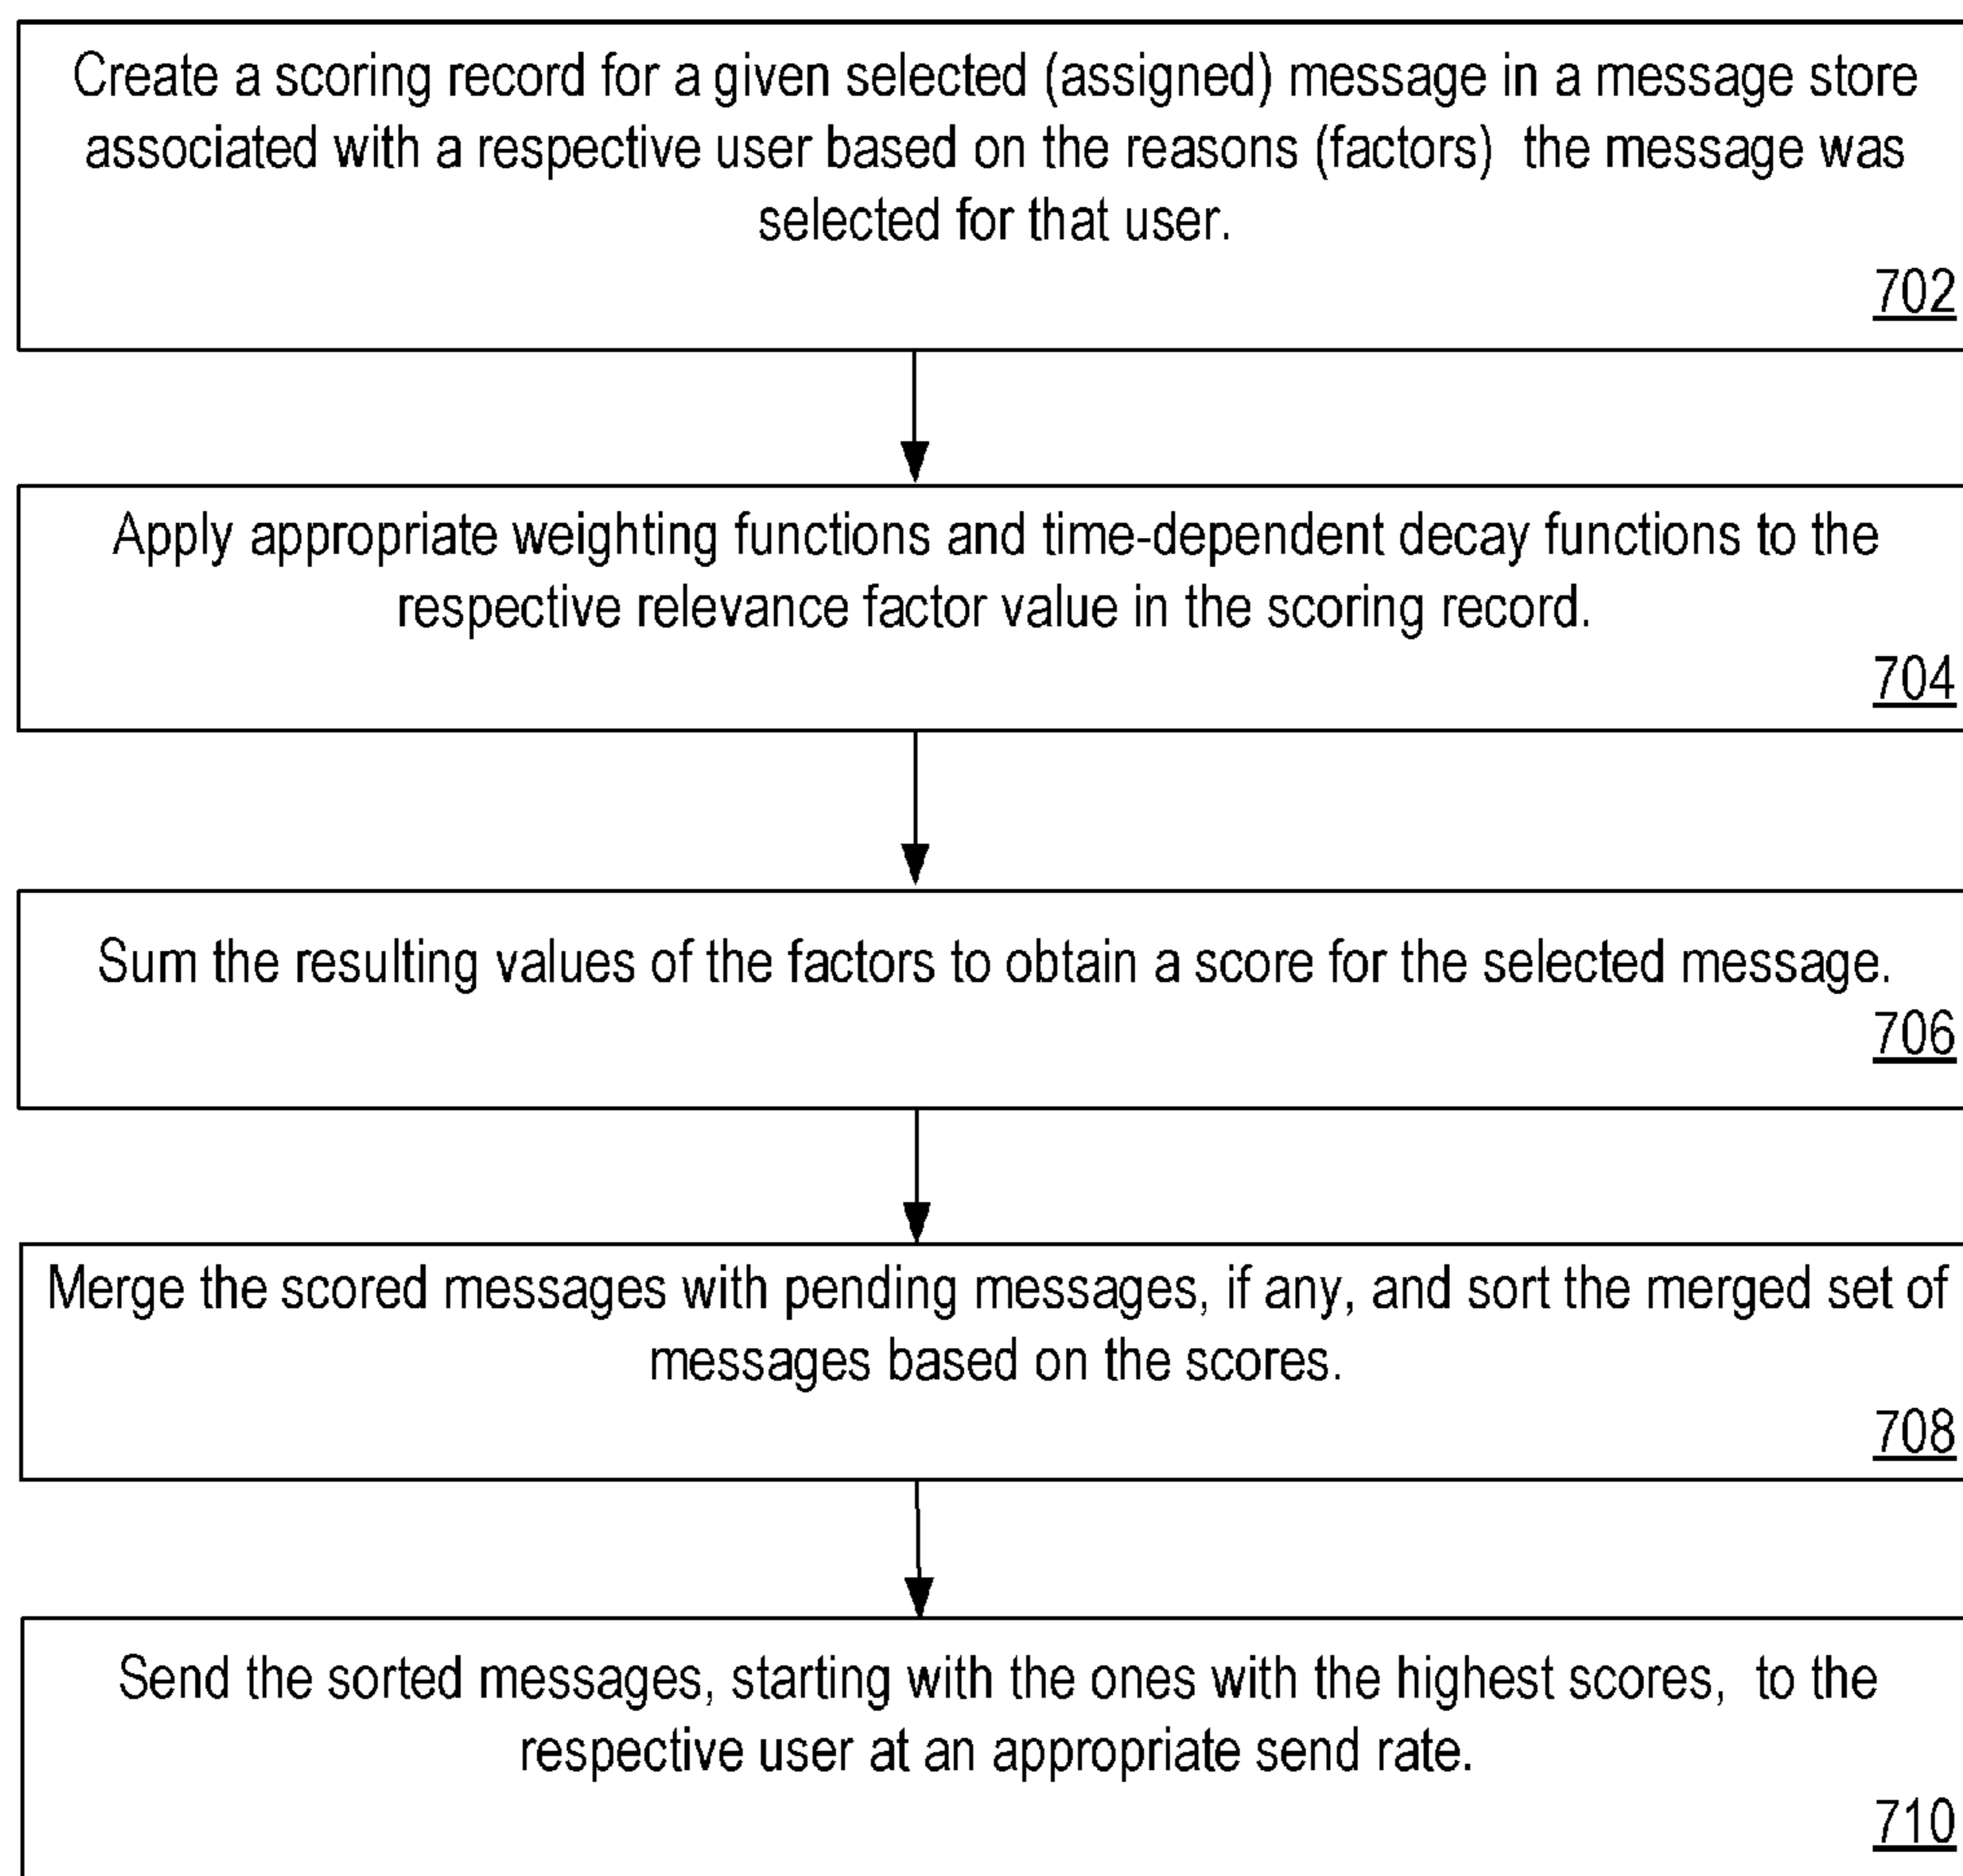 Create a scoring record for a given selected (assigned) message in a message store
associated with a respective user based on the reasons (factors) the message was
selected for that user.
702
Apply appropriate weighting functions and time-dependent decay functions to the
respective relevance factor value in the scoring record.
704
Sum the resulting values of the factors to obtain a score for the selected message.
706
Merge the scored messages with pending messages, if any, and sort the merged set of
messages based on the scores.
708
Send the sorted messages, starting with the ones with the highest scores, to the
respective user at an appropriate send rate.
710